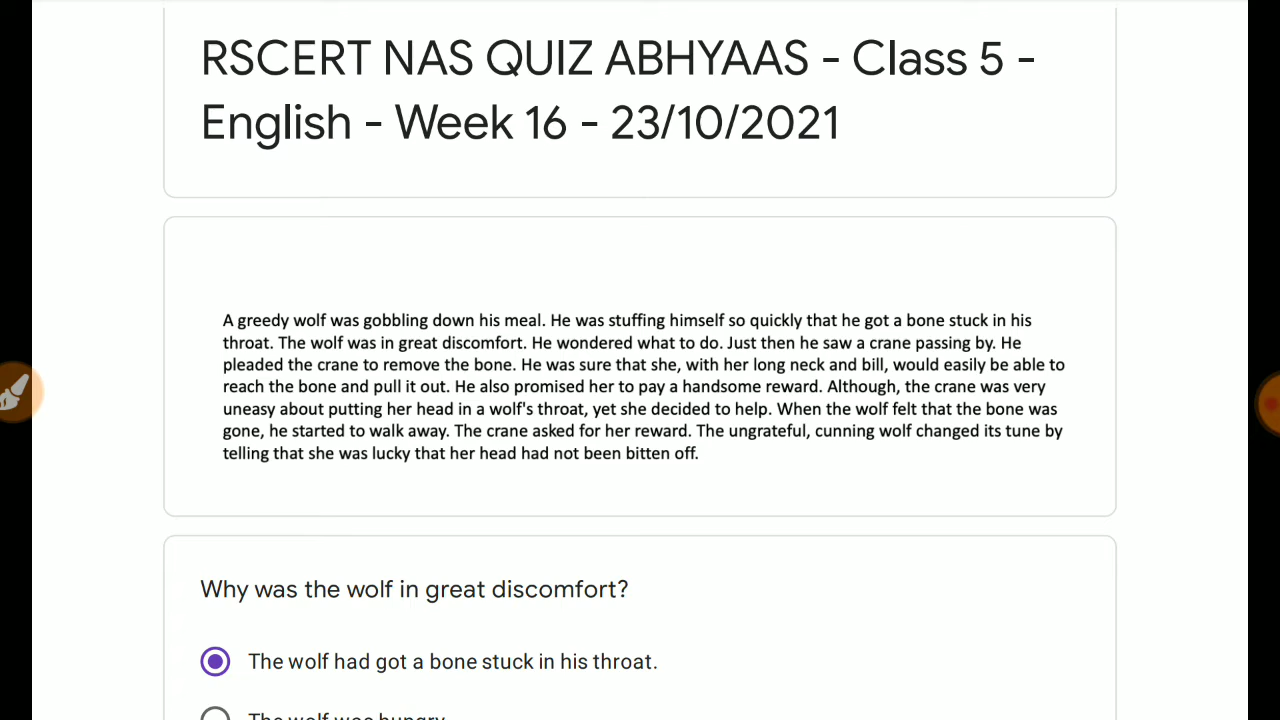 RSCERT NAS QUIZ ABHYAAS - Class 5 -
English - Week 16 - 23/10/2021
A greedy wolf was gobbling down his meal. He was stuffing himself so quickly that he got a bone stuck in his
throat. The wolf was in great discomfort. He wondered what to do. Just then he saw a crane passing by. He
pleaded the crane to remove the bone. He was sure that she, with her long neck and bill, would easily be able to
reach the bone and pull it out. He also promised her to pay a handsome reward. Although, the crane was very
uneasy about putting her head in a wolf's throat, yet she decided to help. When the wolf felt that the bone was
gone, he started to walk away. The crane asked for her reward. The ungrateful, cunning wolf changed its tune by
telling that she was lucky that her head had not been bitten off.
Why was the wolf in great discomfort?
The wolf had got a bone stuck in his throat.
The wolf was hungry